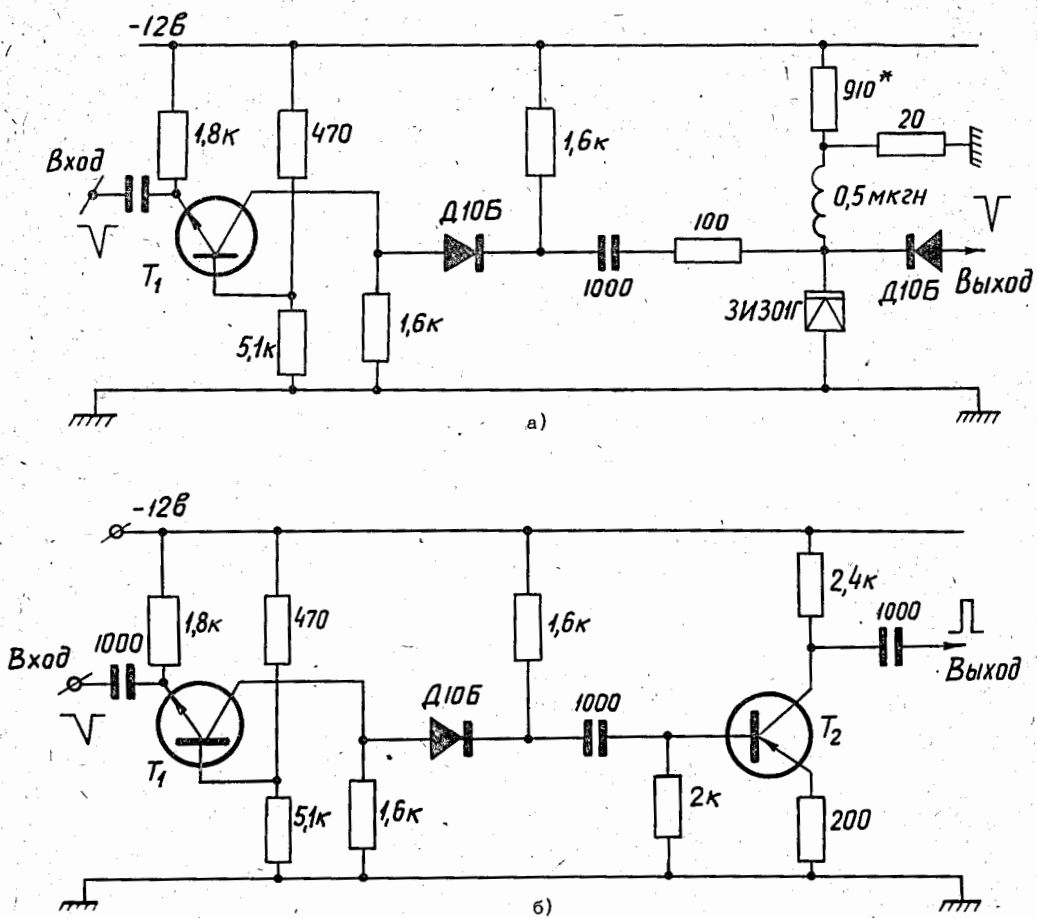 -12в
910*
1,8к
470
1,6к
20
Вход
0,5 мкгн
Д10Б
100
T1
1000
Д10Б
Выход
5,1к
1,6к
3И301Г
а)
-12в
2,4к
1000
1,8к
470
1,6к
1000
Вход
Выход
Д10Б
1000
T2
T1
5,1к
1,6к
2к
200
б)